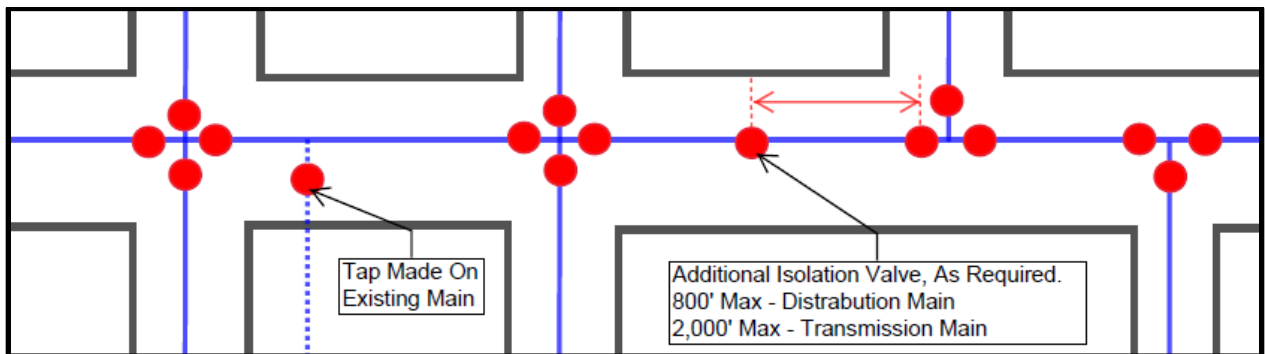 Tap Made On
Existing Main
Additional Isolation Valve, As Required.
800' Max - Distrabution Main
2,000' Max - Transmission Main